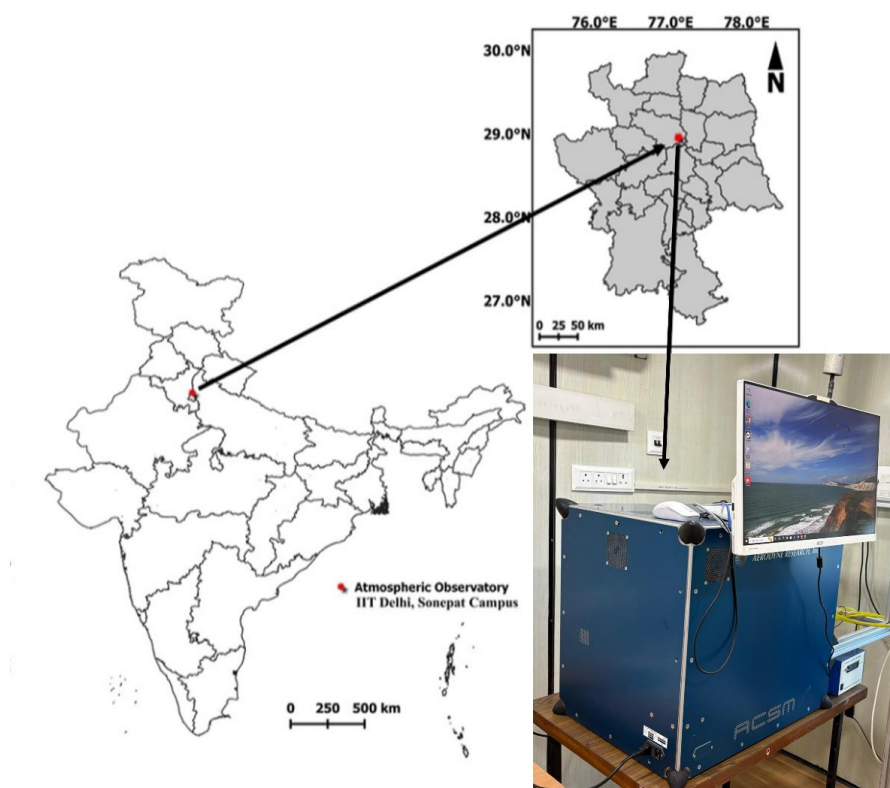 76.0°E 77.0°E 78.0°E
30.0°N
N
29.0°N
28.0°N
27.0°N
0 25 50 km
Atmospheric Observatory
IIT Delhi, Sonepat Campus
0 250 500 km
AERODYNE RESEARCH,
ACSM